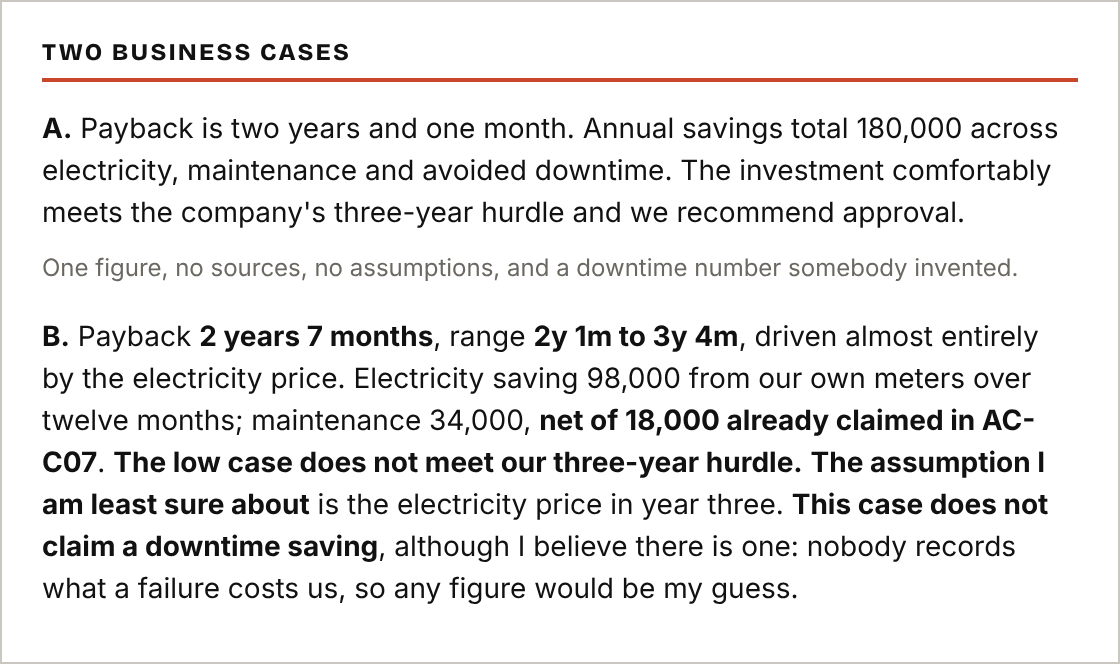 TWO BUSINESS CASES
A. Payback is two years and one month. Annual savings total 180,000 across
electricity, maintenance and avoided downtime. The investment comfortably
meets the company's three-year hurdle and we recommend approval.
One figure, no sources, no assumptions, and a downtime number somebody invented.
B. Payback 2 years 7 months, range 2y 1m to 3y 4m, driven almost entirely
by the electricity price. Electricity saving 98,000 from our own meters over
twelve months; maintenance 34,000, net of 18,000 already claimed in AC-
C07. The low case does not meet our three-year hurdle. The assumption I
am least sure about is the electricity price in year three. This case does not
claim a downtime saving, although I believe there is one: nobody records
what a failure costs us, so any figure would be my guess.